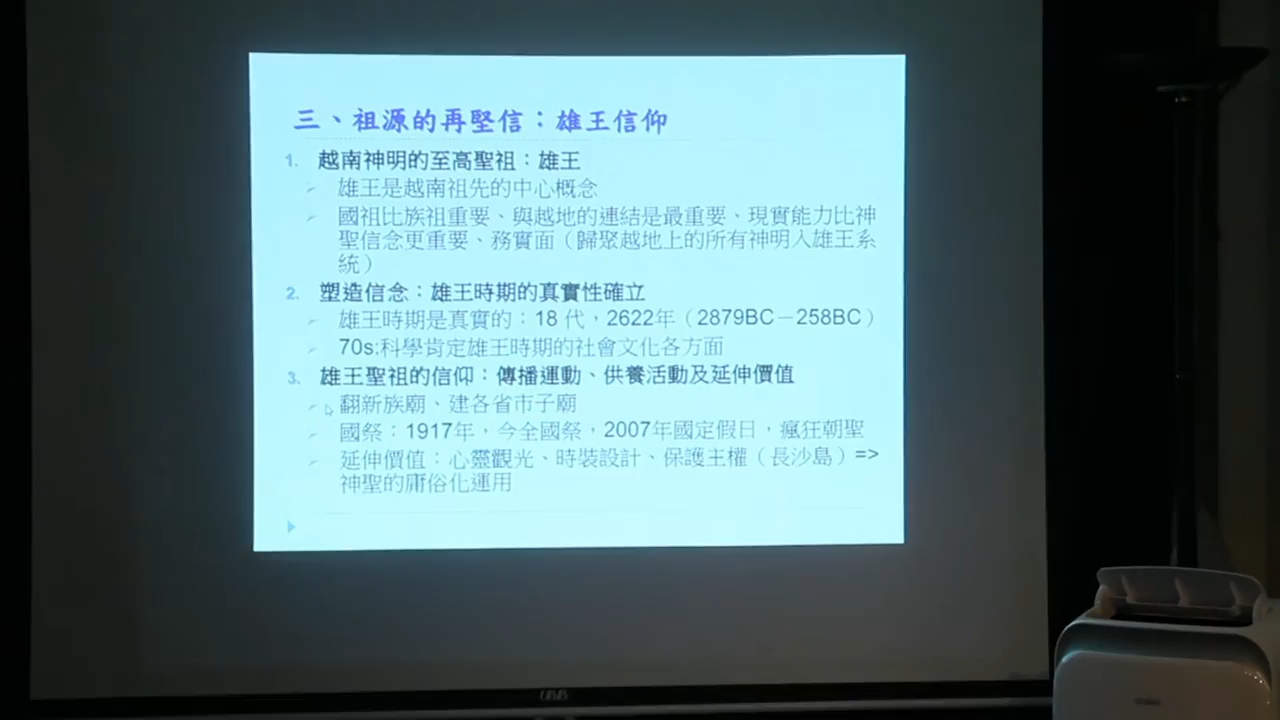 三、祖源的再堅信：雄王信仰
1. 越南神明的至高聖祖：雄王
雄王是越南祖先的中心概念
國祖比族祖重要、與越地的連結是最重要、現實能力比神
聖信念更重要、務實面（歸聚越地上的所有神明入雄王系
統）
2. 塑造信念：雄王時期的真實性確立
雄王時期是真實的：18 代，2622年（2879BC－258BC）
70s:科學肯定雄王時期的社會文化各方面
3. 雄王聖祖的信仰：傳播運動、供養活動及延伸價值
翻新族廟、建各省市子廟
國祭：1917年，今全國祭，2007年國定假日，瘋狂朝聖
延伸價值：心靈觀光、時裝設計、保護主權（長沙島）=>
神聖的庸俗化運用